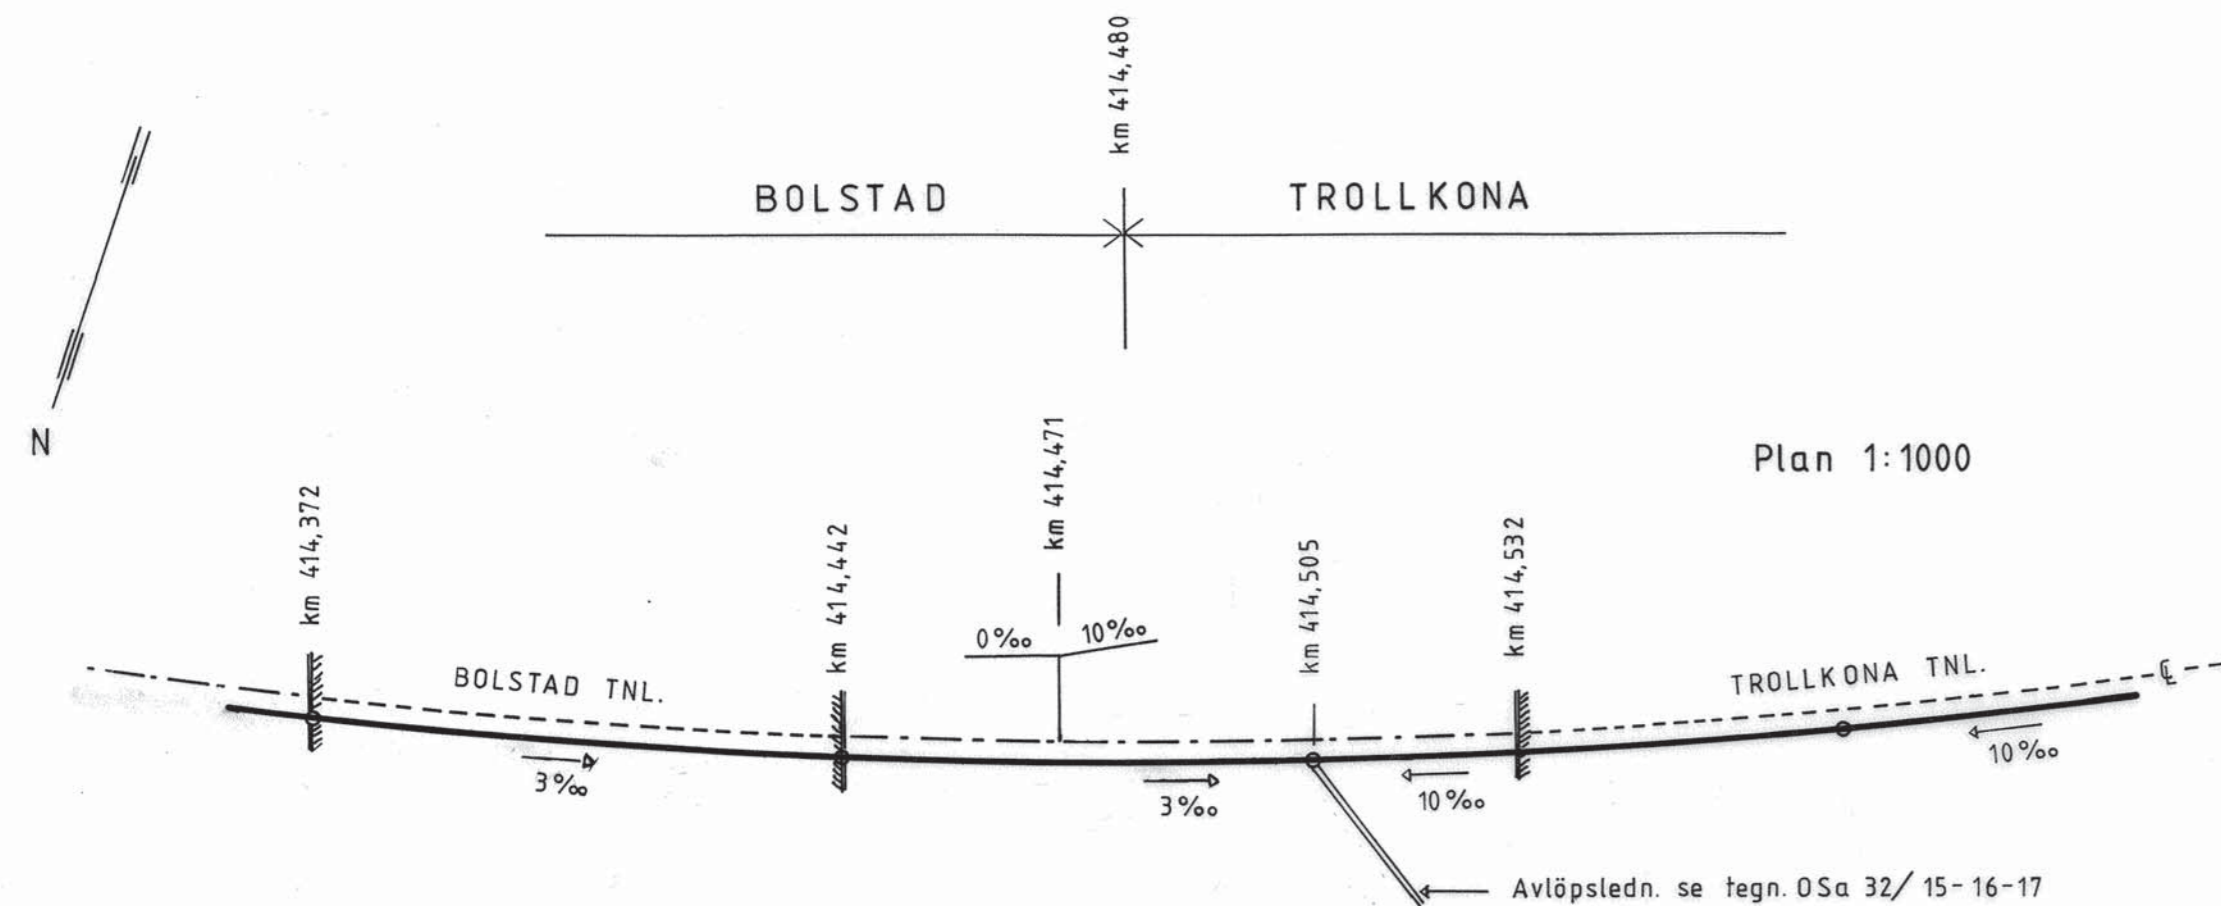 km 414,480
BOLSTAD TROLLKONA
N
Plan 1:1000
km 414,372
km 414,442
km 414,471
km 414,505
km 414,532
0‰ 10‰
BOLSTAD TNL.
TROLLKONA TNL.
℄
3‰
3‰
10‰
10‰
Avlöpsledn. se tegn. OSa 32/15-16-17